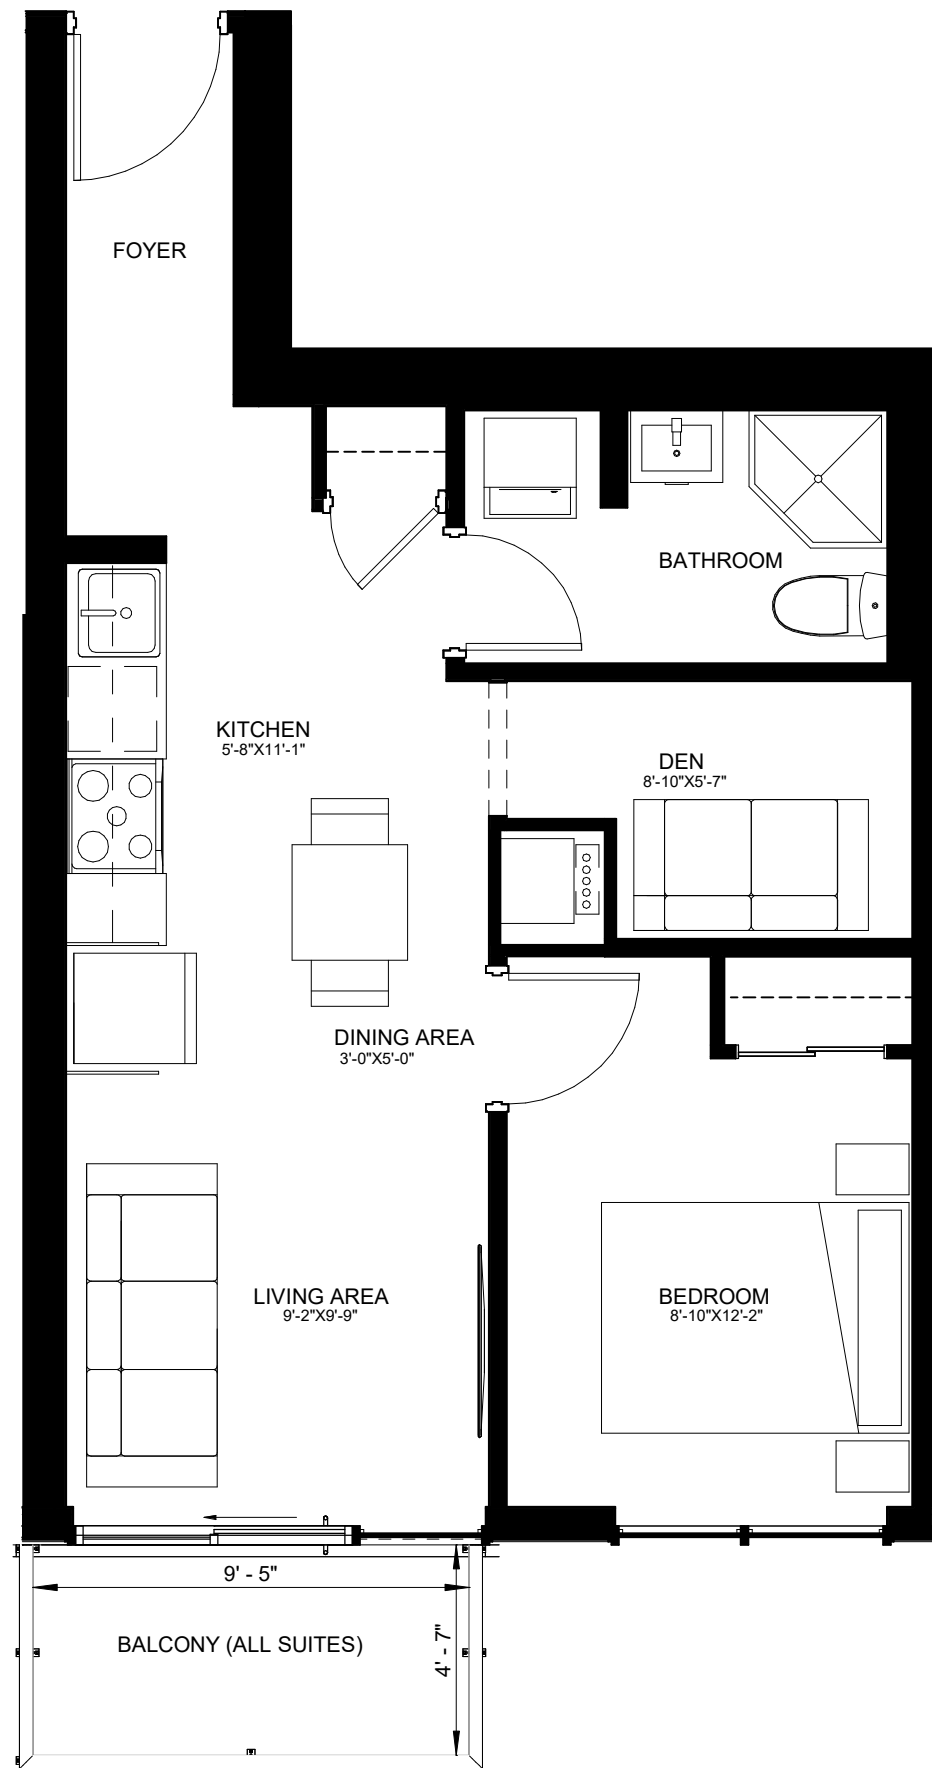 FOYER
BATHROOM
KITCHEN
5'-8"X11'-1"
DEN
8'-10"X5'-7"
DINING AREA
3'-0"X5'-0"
LIVING AREA
9'-2"X9'-9"
BEDROOM
8'-10"X12'-2"
9' - 5"
BALCONY (ALL SUITES)
4' - 7"